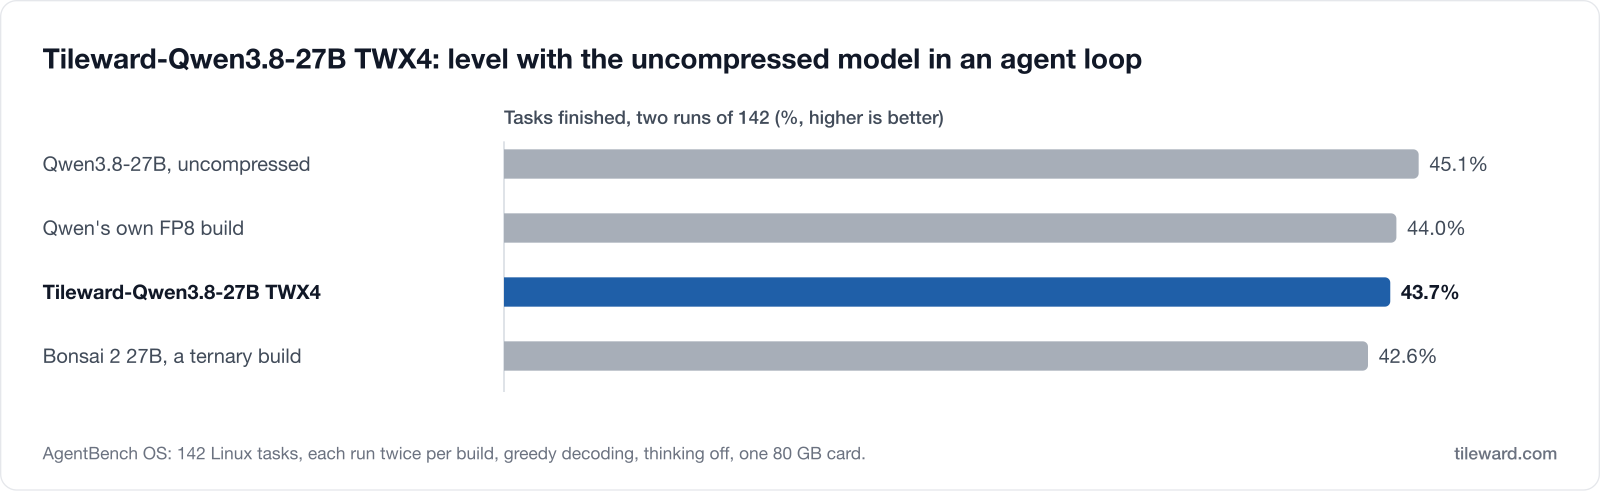 Tileward-Qwen3.8-27B TWX4: level with the uncompressed model in an agent loop
Tasks finished, two runs of 142 (%, higher is better)
Qwen3.8-27B, uncompressed 45.1%
Qwen's own FP8 build 44.0%
Tileward-Qwen3.8-27B TWX4 43.7%
Bonsai 2 27B, a ternary build 42.6%
AgentBench OS: 142 Linux tasks, each run twice per build, greedy decoding, thinking off, one 80 GB card.
tileward.com